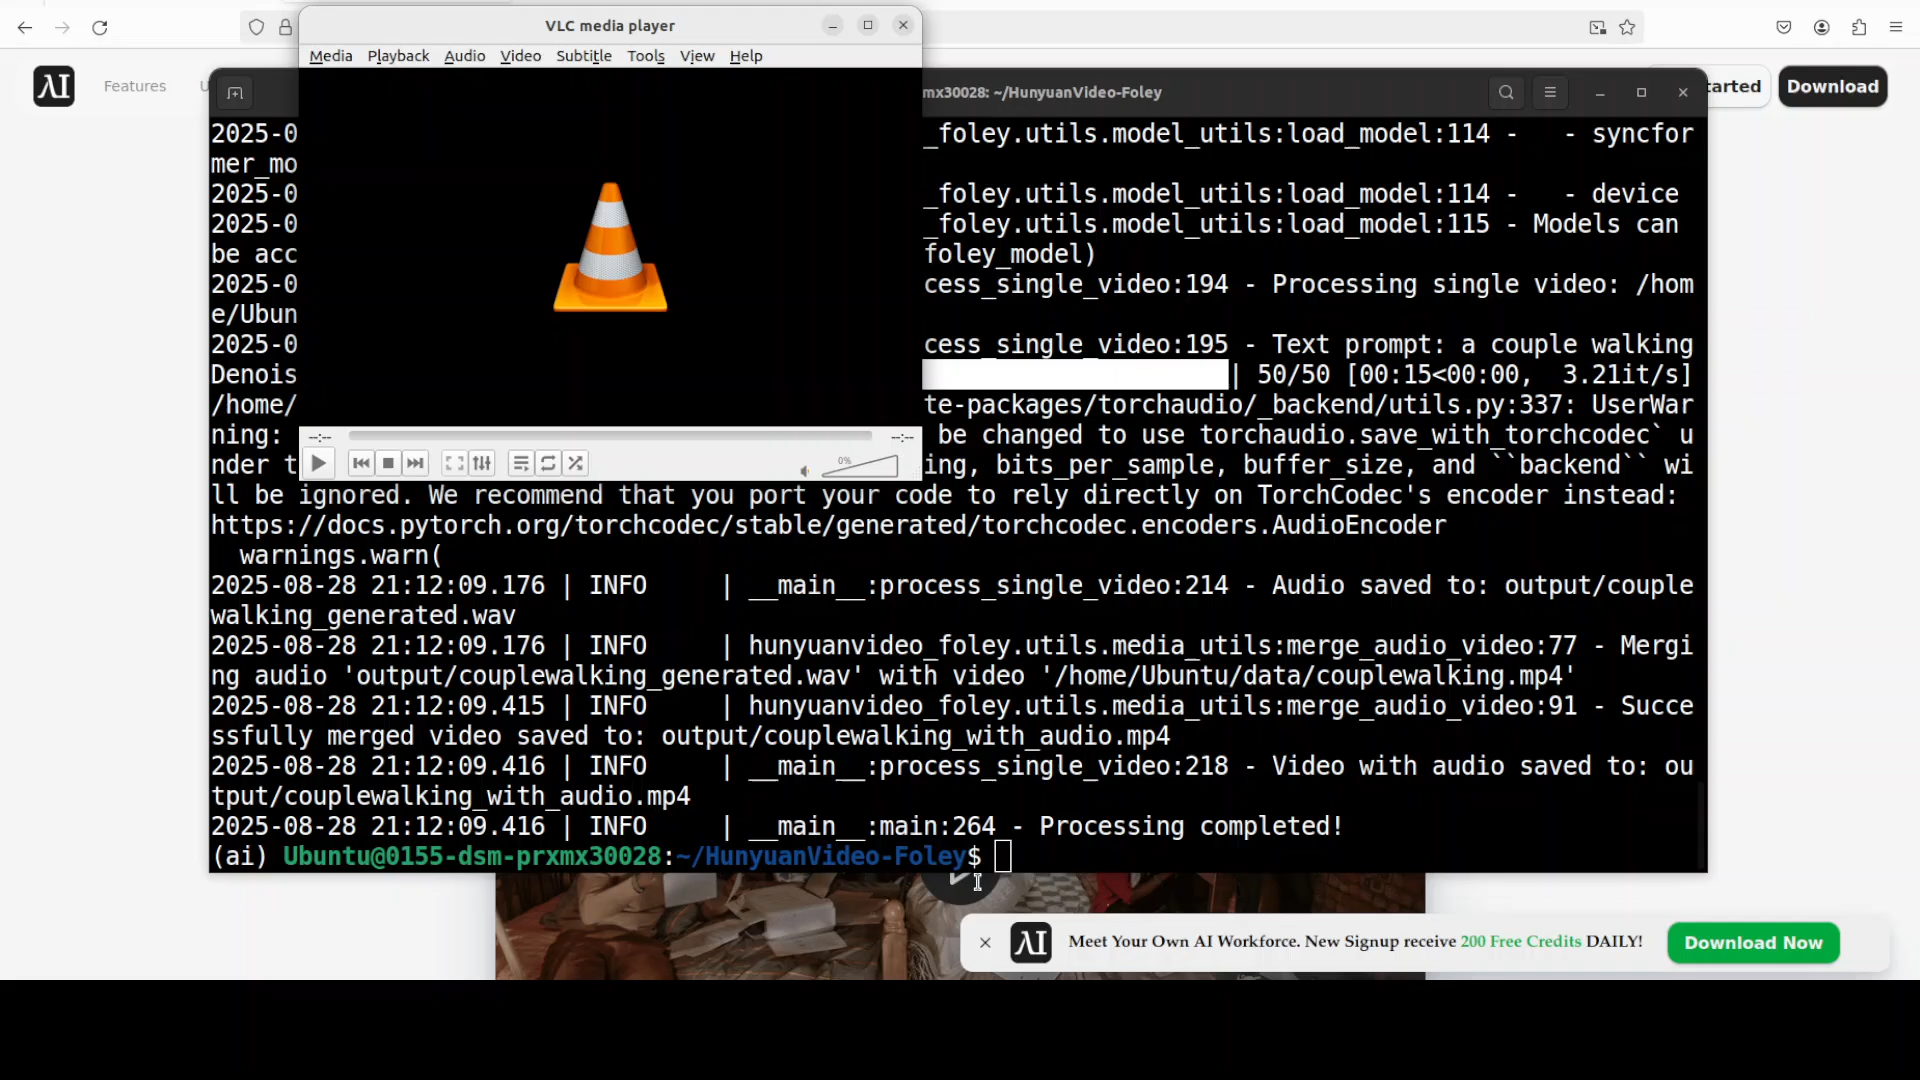 VLC media player
Media Playback Audio Video Subtitle Tools View Help
Features
mx30028: ~/HunyuanVideo-Foley
tarted
Download
2025-0 _foley.utils.model_utils:load_model:114 -   - syncfor
mer_mo
2025-0 _foley.utils.model_utils:load_model:114 -   - device
2025-0 _foley.utils.model_utils:load_model:115 - Models can
be acc foley_model)
2025-0 cess_single_video:194 - Processing single video: /hom
e/Ubun
2025-0 cess_single_video:195 - Text prompt: a couple walking
Denois | 50/50 [00:15<00:00,  3.21it/s]
/home/ te-packages/torchaudio/_backend/utils.py:337: UserWar
ning: be changed to use torchaudio.save_with_torchcodec` u
nder t ing, bits_per_sample, buffer_size, and ``backend`` wi
--:-- --:--
0%
ll be ignored. We recommend that you port your code to rely directly on TorchCodec's encoder instead:
https://docs.pytorch.org/torchcodec/stable/generated/torchcodec.encoders.AudioEncoder
  warnings.warn(
2025-08-28 21:12:09.176 | INFO     | __main__:process_single_video:214 - Audio saved to: output/couple
walking_generated.wav
2025-08-28 21:12:09.176 | INFO     | hunyuanvideo_foley.utils.media_utils:merge_audio_video:77 - Mergi
ng audio 'output/couplewalking_generated.wav' with video '/home/Ubuntu/data/couplewalking.mp4'
2025-08-28 21:12:09.415 | INFO     | hunyuanvideo_foley.utils.media_utils:merge_audio_video:91 - Succe
ssfully merged video saved to: output/couplewalking_with_audio.mp4
2025-08-28 21:12:09.416 | INFO     | __main__:process_single_video:218 - Video with audio saved to: ou
tput/couplewalking_with_audio.mp4
2025-08-28 21:12:09.416 | INFO     | __main__:main:264 - Processing completed!
(ai) Ubuntu@0155-dsm-prxmx30028:~/HunyuanVideo-Foley$
Meet Your Own AI Workforce. New Signup receive 200 Free Credits DAILY!
Download Now